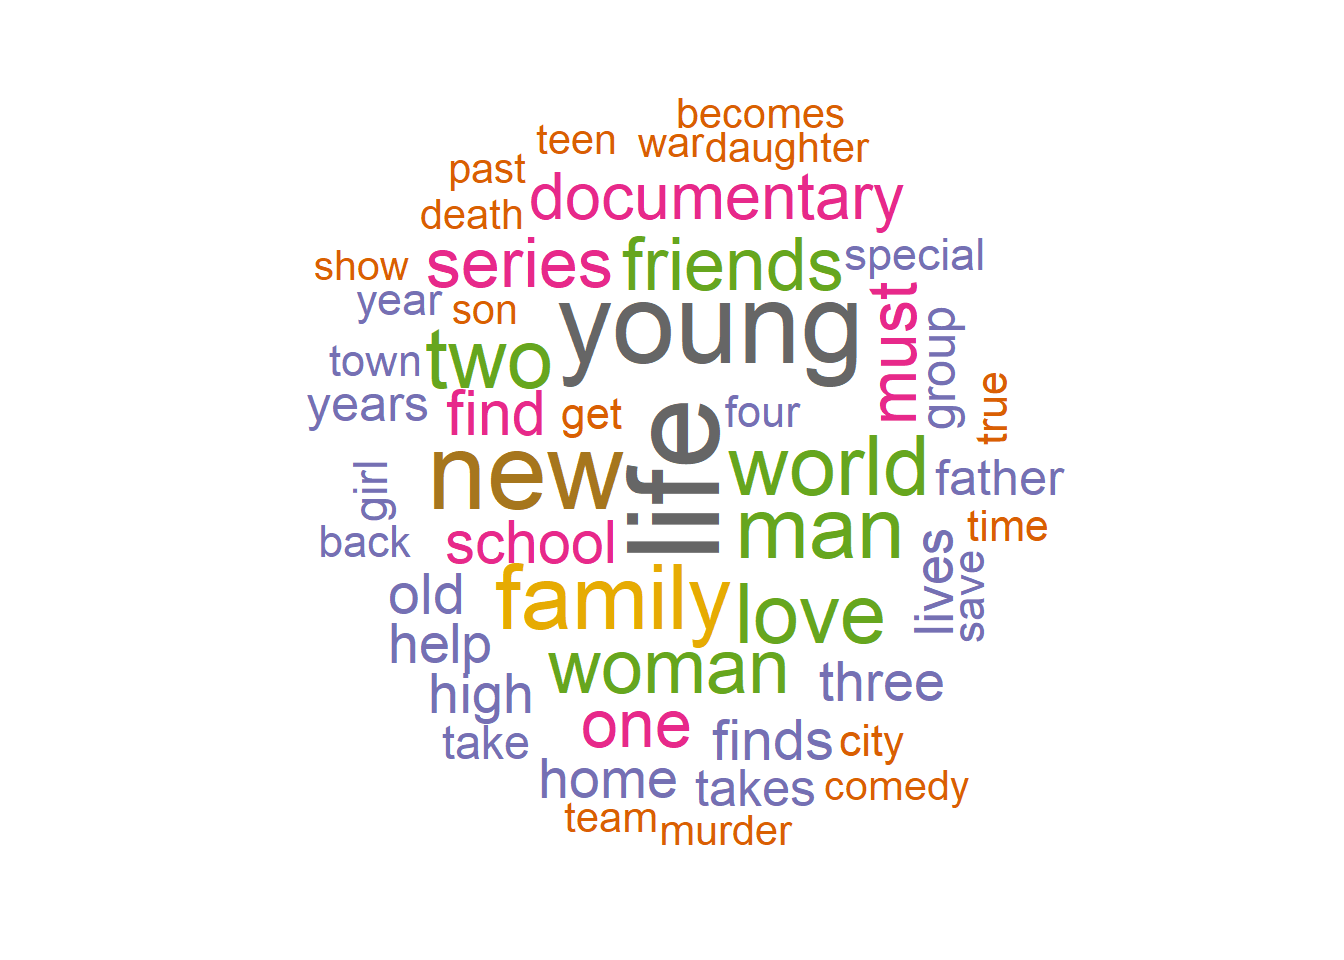 becomes
teen
war
daughter
past
documentary
death
series
friends
special
show
year
son
young
must
group
town
two
years
find
get
four
true
life
new
world
father
girl
back
school
man
time
old
family
love
lives
save
help
woman
three
high
one
finds
city
take
home
takes
comedy
team
murder